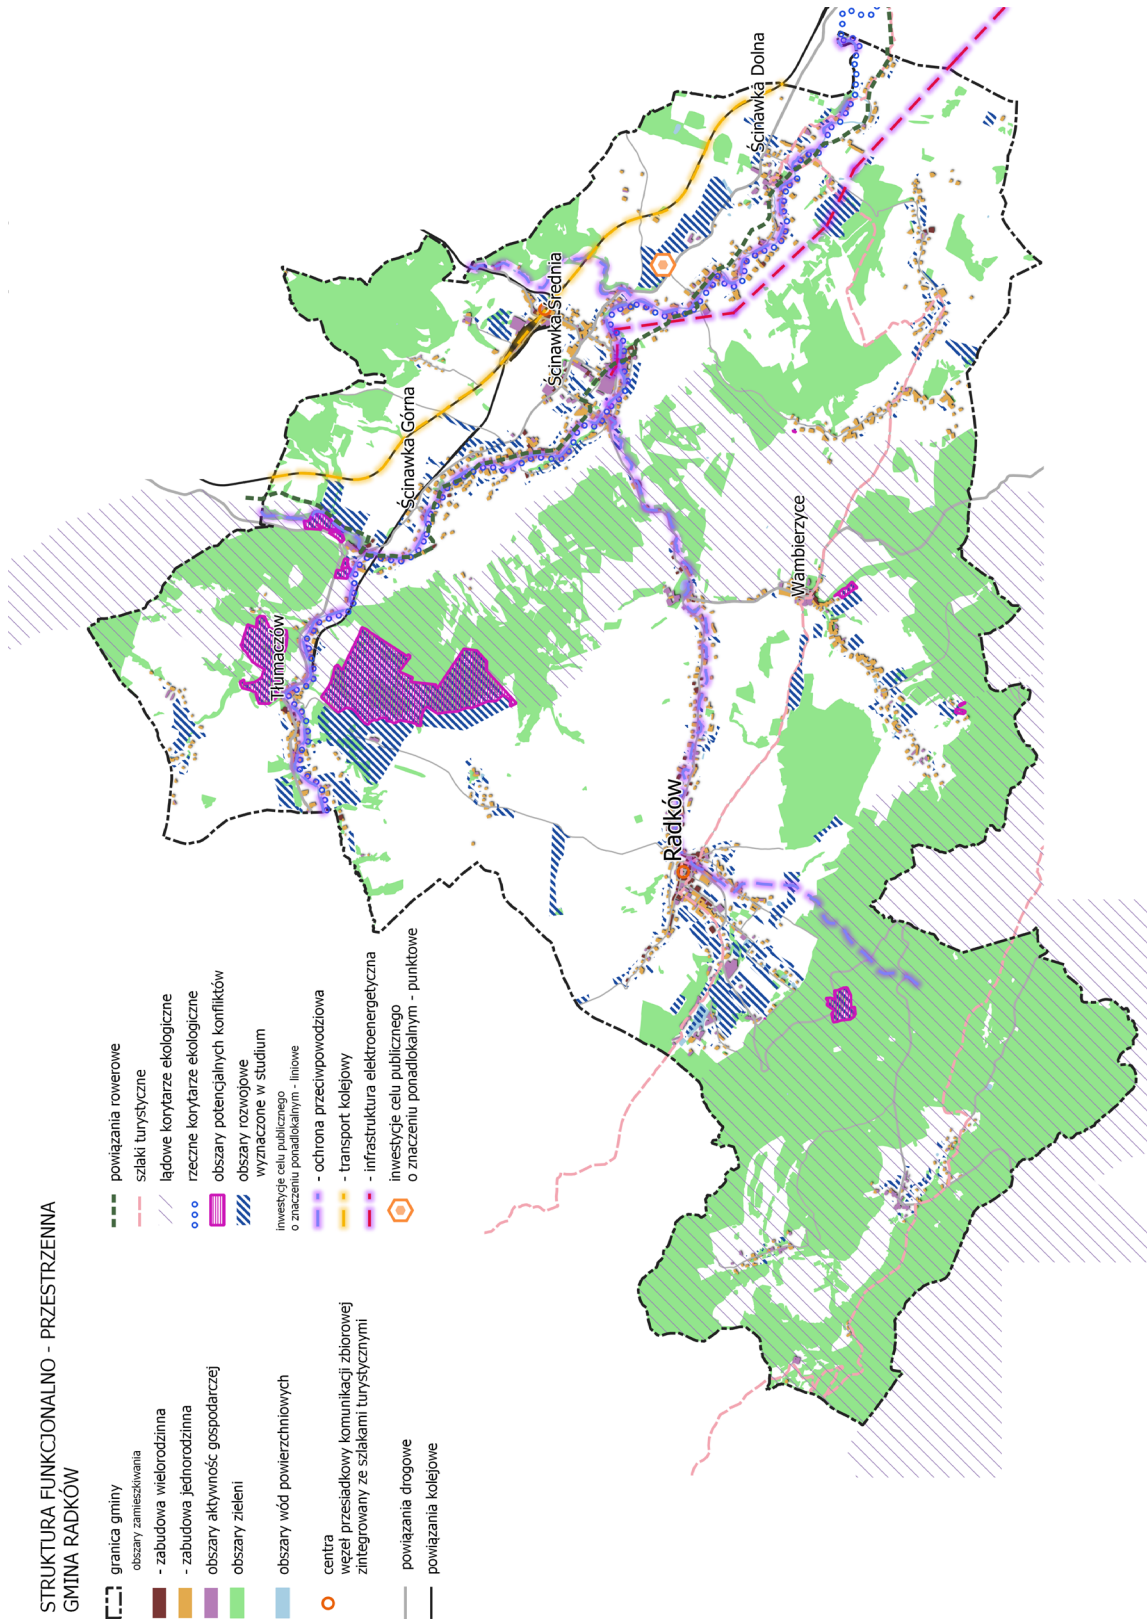 STRUKTURA FUNKCJONALNO - PRZESTRZENNA
GMINA RADKÓW
granica gminy
obszary zamieszkiwania
- zabudowa wielorodzinna
- zabudowa jednorodzinna
obszary aktywność gospodarczej
obszary zieleni
obszary wód powierzchniowych
centra
węzeł przesiadkowy komunikacji zbiorowej
zintegrowany ze szlakami turystycznymi
powiązania drogowe
powiązania kolejowe
powiązania rowerowe
szlaki turystyczne
lądowe korytarze ekologiczne
rzeczne korytarze ekologiczne
obszary potencjalnych konfliktów
obszary rozwojowe
wyznaczone w studium
inwestycje celu publicznego
o znaczeniu ponadlokalnym - liniowe
- ochrona przeciwpowodziowa
- transport kolejowy
- infrastruktura elektroenergetyczna
inwestycje celu publicznego
o znaczeniu ponadlokalnym - punktowe
Tłumaczów
Ścinawka Górna
Ścinawka Średnia
Ścinawka Dolna
Radków
Wambierzyce